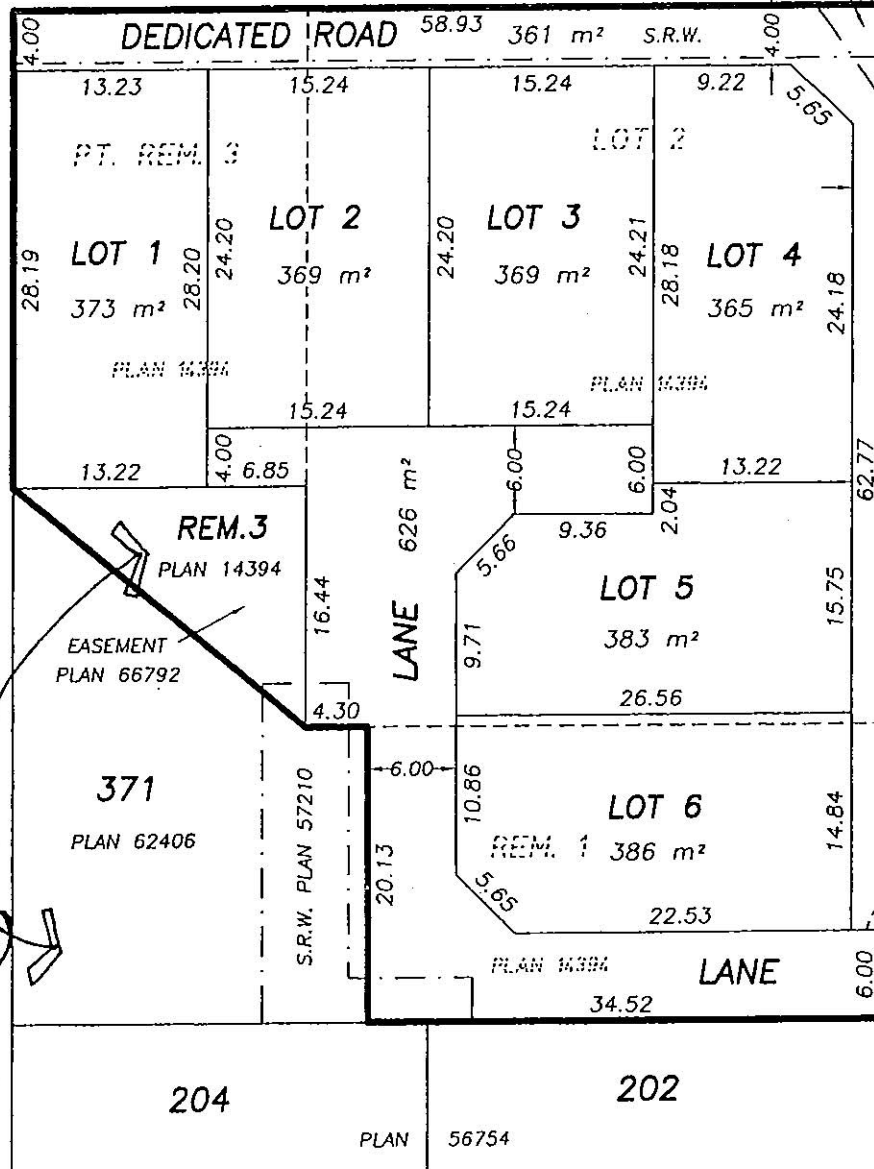 DEDICATED ROAD 58.93 361 m² S.R.W.
4.00
4.00
13.23
15.24
15.24
9.22
5.65
PT. REM. 3
LOT 2
LOT 1
373 m²
28.19
28.20
PLAN 14394
13.22
LOT 2
369 m²
24.20
15.24
LOT 3
369 m²
24.20
24.21
PLAN 14394
15.24
LOT 4
365 m²
28.18
24.18
13.22
62.77
4.00
6.85
REM.3
PLAN 14394
EASEMENT
PLAN 66792
16.44
4.30
LANE 626 m²
6.00
6.00
9.36
2.04
5.66
9.71
LOT 5
383 m²
15.75
26.56
371
PLAN 62406
S.R.W. PLAN 57210
6.00
20.13
10.86
LOT 6
REM. 1
386 m²
14.84
5.65
22.53
PLAN 14394
LANE
6.00
34.52
204
202
PLAN 56754